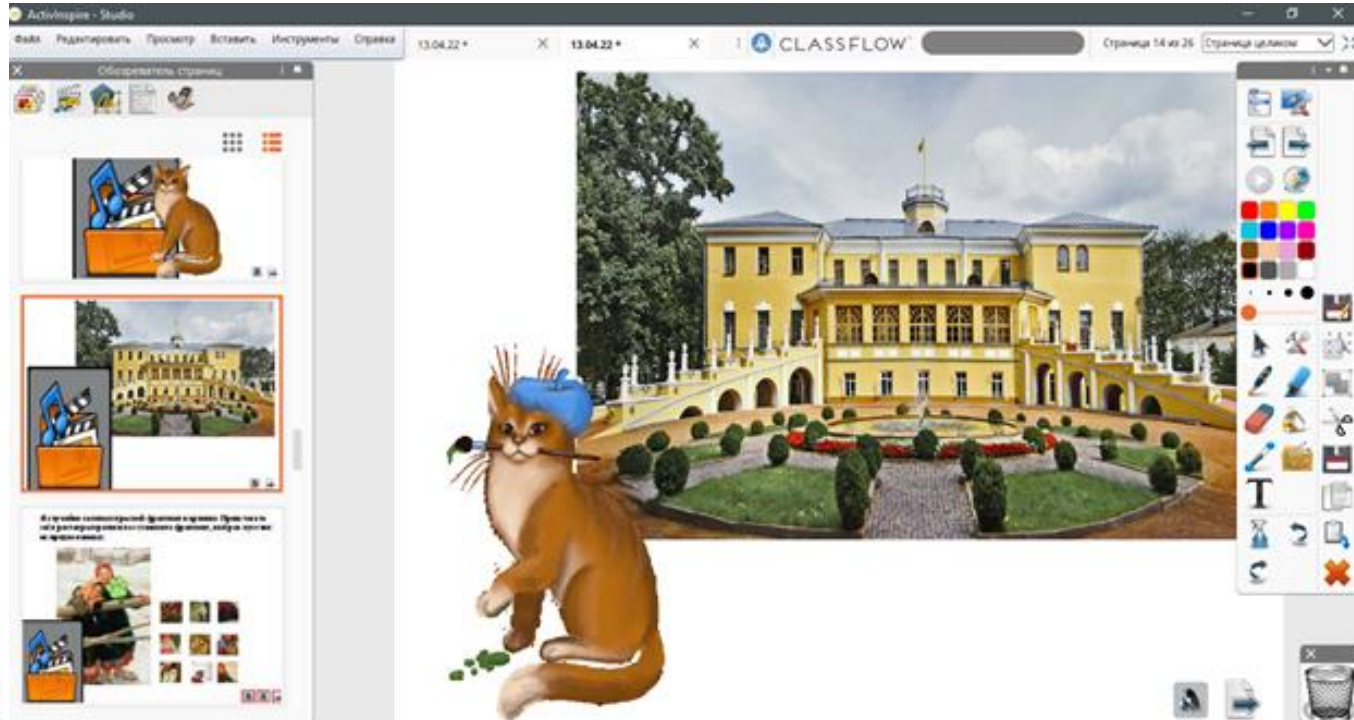 ActivInspire - Studio
Файл Редактировать Просмотр Вставить Инструменты Справка
13.04.22 *
13.04.22 *
CLASSFLOW
Страница 14 из 26
Страница целиком
Обозреватель страниц
T